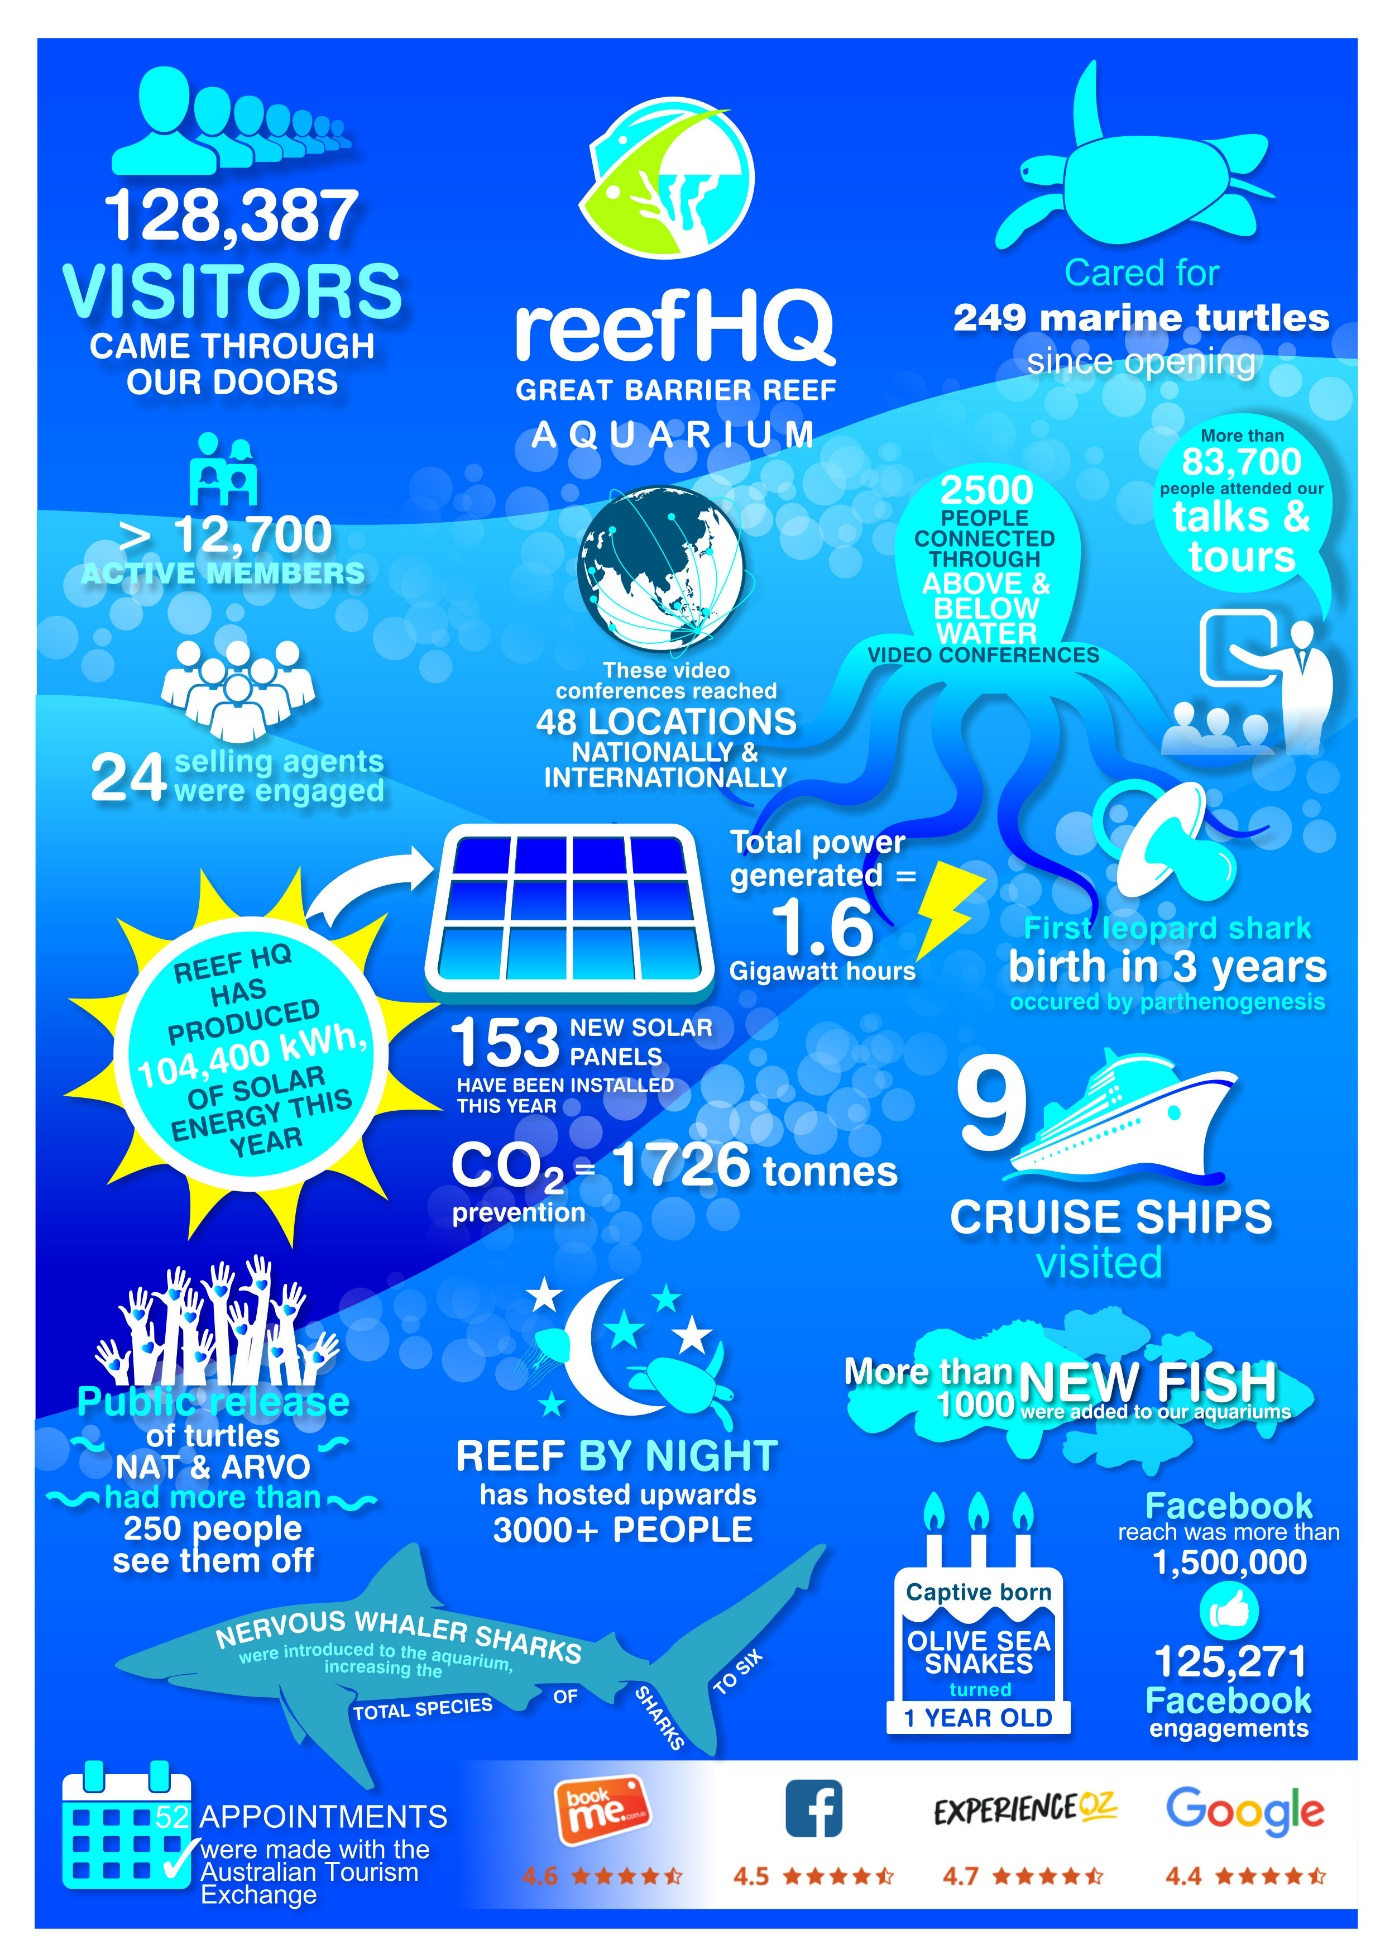 128,387
VISITORS
CAME THROUGH
OUR DOORS
reefHQ
GREAT BARRIER REEF
AQUARIUM
Cared for
249 marine turtles
since opening
> 12,700
ACTIVE MEMBERS
24 selling agents
were engaged
These video
conferences reached
48 LOCATIONS
NATIONALLY &
INTERNATIONALLY
2500
PEOPLE
CONNECTED
THROUGH
ABOVE &
BELOW
WATER
VIDEO CONFERENCES
More than
83,700
people attended our
talks &
tours
REEF HQ
HAS
PRODUCED
104,400 kWh,
OF SOLAR
ENERGY THIS
YEAR
Total power
generated =
1.6
Gigawatt hours
153 NEW SOLAR
PANELS
HAVE BEEN INSTALLED
THIS YEAR
CO2 = 1726 tonnes
prevention
First leopard shark
birth in 3 years
occured by parthenogenesis
9
CRUISE SHIPS
visited
Public release
of turtles
NAT & ARVO
had more than
250 people
see them off
REEF BY NIGHT
has hosted upwards
3000+ PEOPLE
More than
1000 NEW FISH
were added to our aquariums
NERVOUS WHALER SHARKS
were introduced to the aquarium,
increasing the
TOTAL SPECIES OF SHARKS TO SIX
Captive born
OLIVE SEA
SNAKES
turned
1 YEAR OLD
Facebook
reach was more than
1,500,000
125,271
Facebook
engagements
52 APPOINTMENTS
were made with the
Australian Tourism
Exchange
book
me.com.au
4.6
f
4.5
EXPERIENCE OZ
4.7
Google
4.4